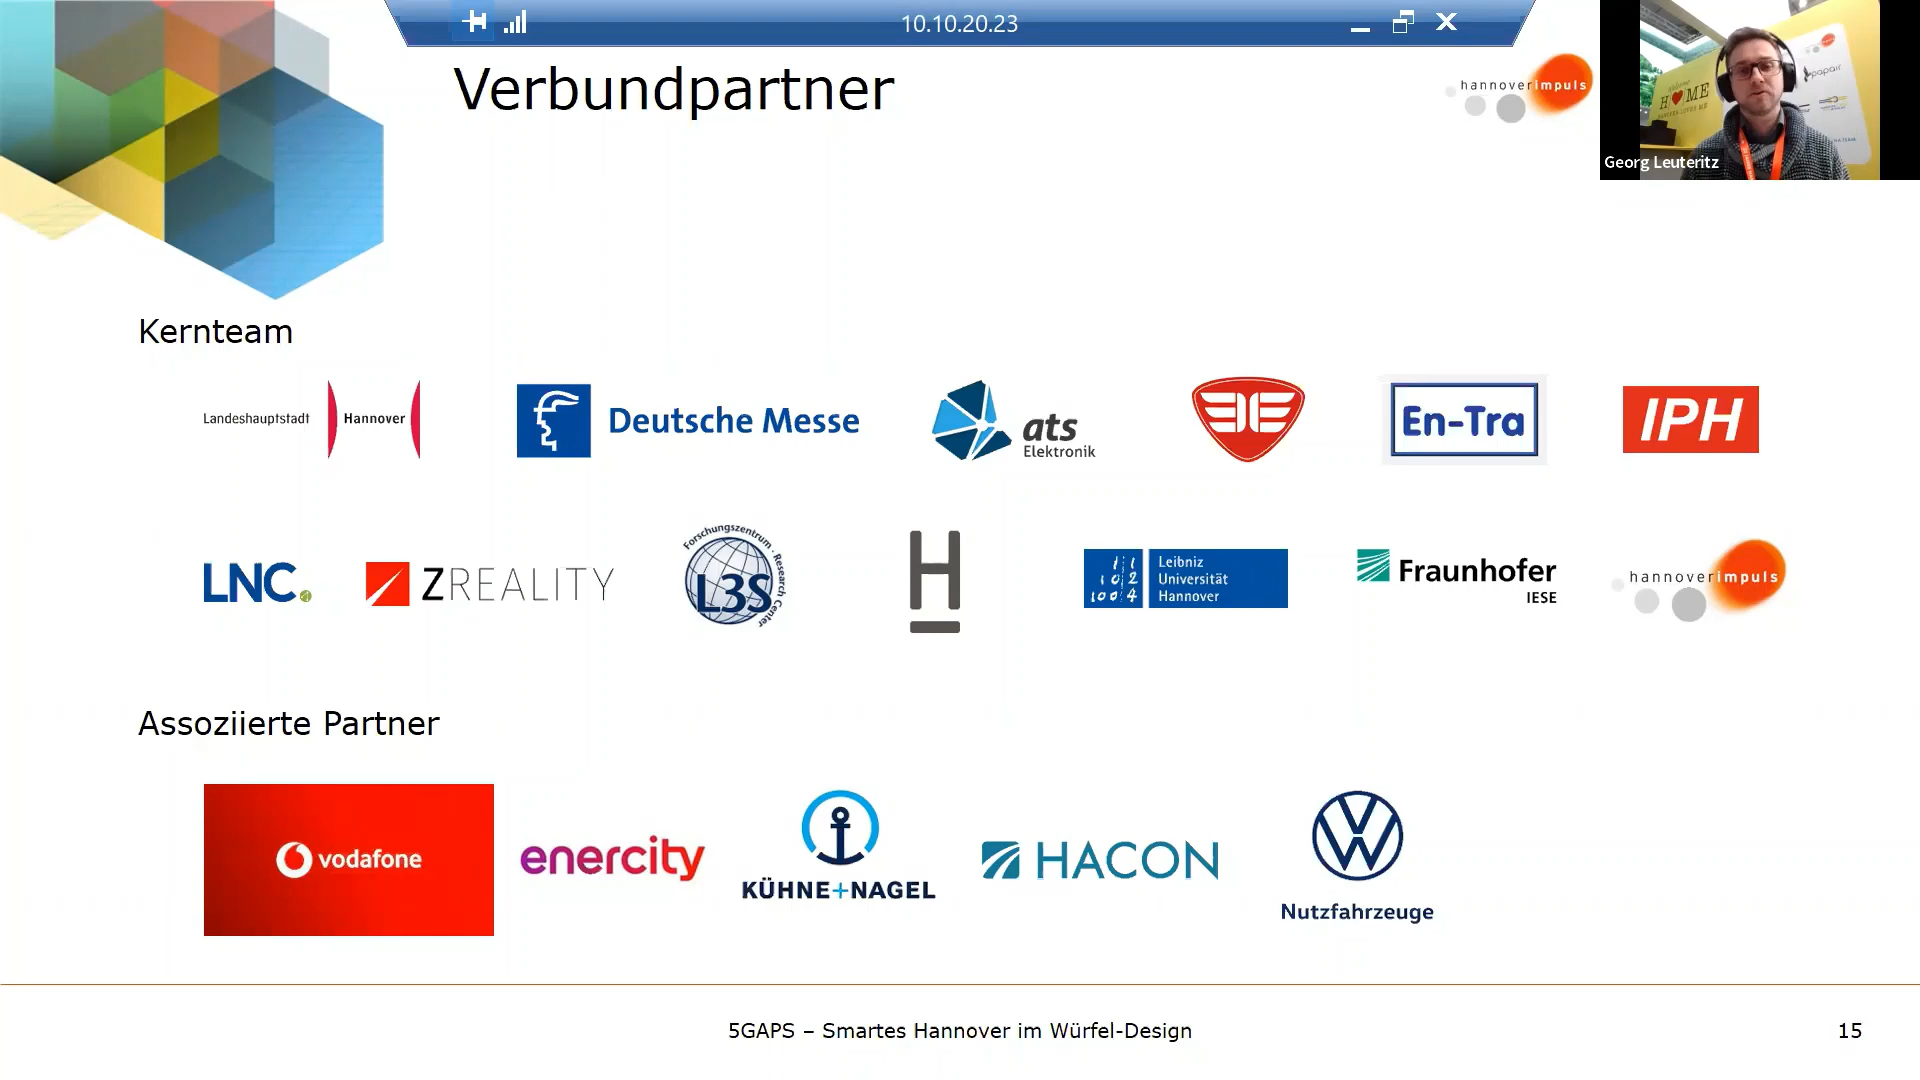 10.10.20.23
Verbundpartner
hannoverimpuls
HOME
papair
Georg Leuteritz
Kernteam
Landeshauptstadt Hannover
Deutsche Messe
ats
Elektronik
En-Tra
IPH
LNC
ZREALITY
Forschungszentrum · Research Center
L3S
H
Leibniz
Universität
Hannover
Fraunhofer
IESE
hannoverimpuls
Assoziierte Partner
vodafone
enercity
KÜHNE+NAGEL
HACON
Nutzfahrzeuge
5GAPS – Smartes Hannover im Würfel-Design
15